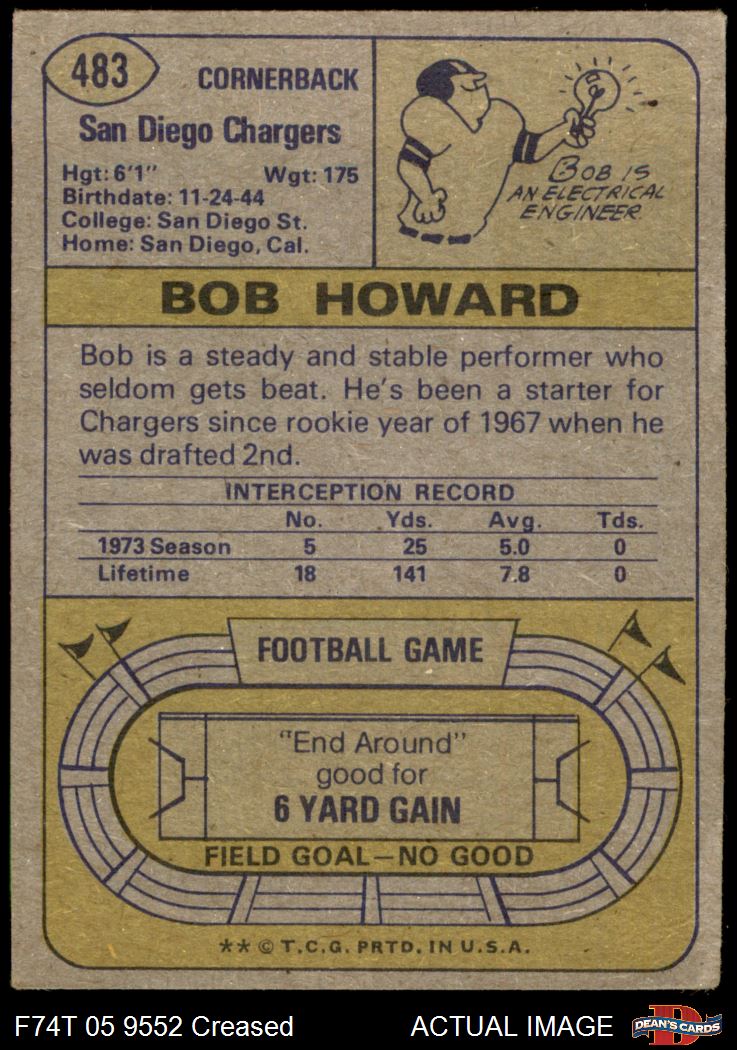 483
CORNERBACK
San Diego Chargers
Hgt: 6'1" Wgt: 175
Birthdate: 11-24-44
College: San Diego St.
Home: San Diego, Cal.
BOB IS
AN ELECTRICAL
ENGINEER.
BOB HOWARD
Bob is a steady and stable performer who
seldom gets beat. He's been a starter for
Chargers since rookie year of 1967 when he
was drafted 2nd.
INTERCEPTION RECORD
No. Yds. Avg. Tds.
1973 Season 5 25 5.0 0
Lifetime 18 141 7.8 0
FOOTBALL GAME
"End Around"
good for
6 YARD GAIN
FIELD GOAL—NO GOOD
** © T.C.G. PRTD. IN U.S.A.
F74T 05 9552 Creased ACTUAL IMAGE
DEAN'S CARDS